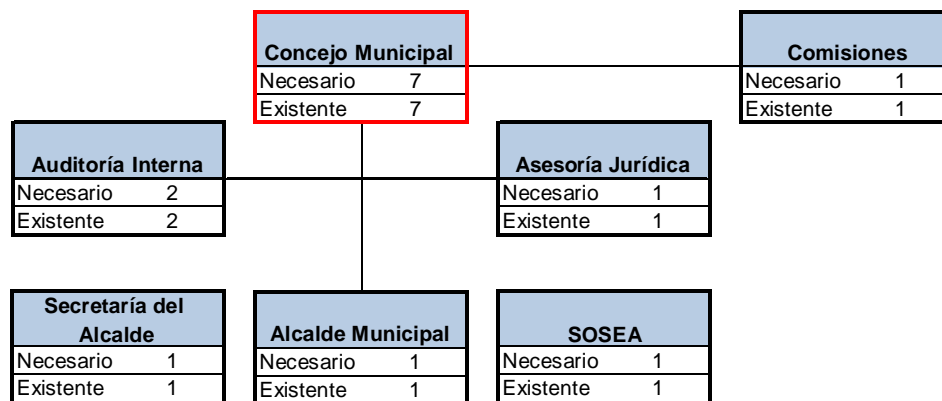 Concejo Municipal
Necesario 7
Existente 7
Comisiones
Necesario 1
Existente 1
Auditoría Interna
Necesario 2
Existente 2
Asesoría Jurídica
Necesario 1
Existente 1
Secretaría del
Alcalde
Necesario 1
Existente 1
Alcalde Municipal
Necesario 1
Existente 1
SOSEA
Necesario 1
Existente 1